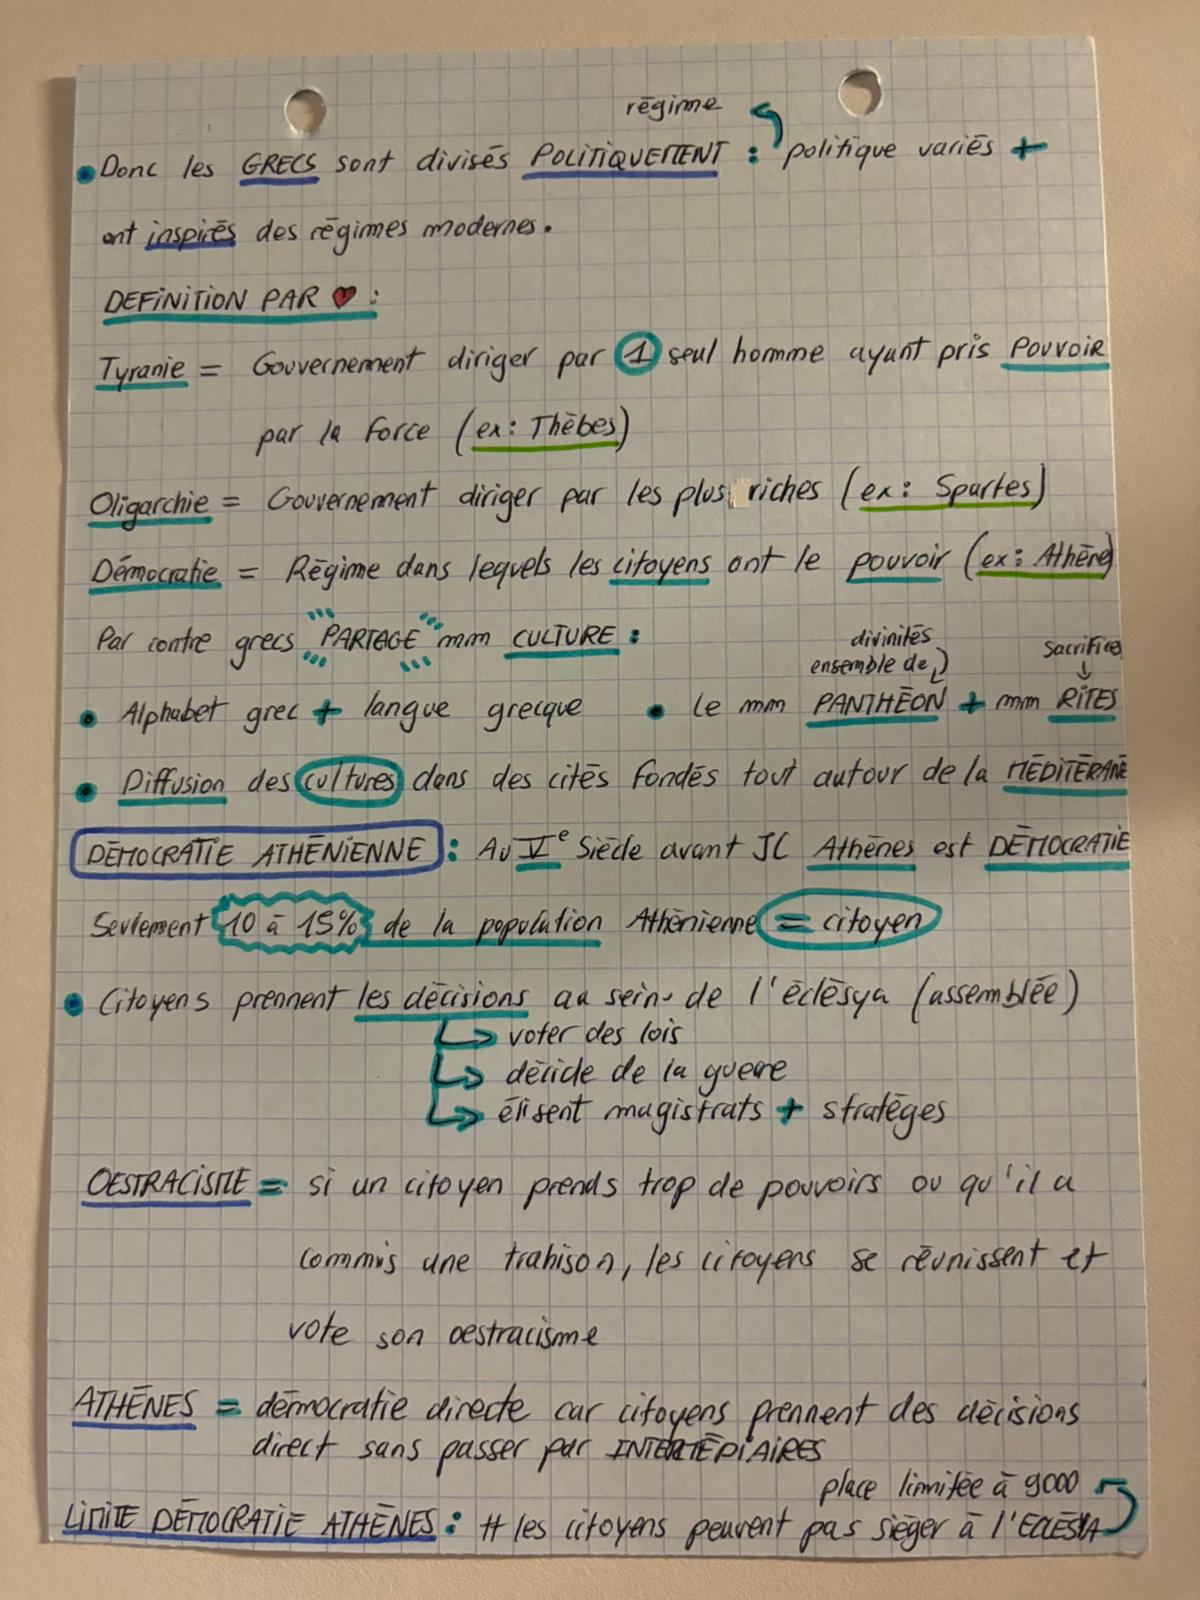 régime
• Donc les GRECS sont divisés POLITIQUEMENT : politique variés +
ont inspirés des régimes modernes.
DEFINITION PAR ♥ :
Tyranie = Gouvernement diriger par 1 seul homme ayant pris POUVOIR
par la force (ex: Thèbes)
Oligarchie = Gouvernement diriger par les plus riches (ex: Spartes)
Démocratie = Régime dans lequels les citoyens ont le pouvoir (ex: Athène)
Par contre grecs PARTAGE mm CULTURE :
divinités
ensemble de
Sacrifices
• Alphabet grec + langue grecque • Le mm PANTHÉON + mm RITES
• Diffusion des cultures dans des cités fondés tout autour de la MÉDITÉRANÉ
DÉMOCRATIE ATHÉNIENNE : Au Ve Siècle avant JC Athènes est DÉMOCRATIE
Seulement 10 à 15% de la population Athénienne = citoyen
• Citoyens prennent les décisions au sein de l'éclésya (assemblée)
voter des lois
décide de la guerre
élisent magistrats + stratèges
OESTRACISME = si un citoyen prends trop de pouvoirs ou qu'il a
commis une trahison, les citoyens se réunissent et
vote son oestracisme
ATHÈNES = démocratie directe car citoyens prennent des décisions
direct sans passer par INTERMÉDIAIRES
place limitée à 9000
LIMITE DÉMOCRATIE ATHÈNES : # les citoyens peuvent pas siéger à l'ECLÉSIA